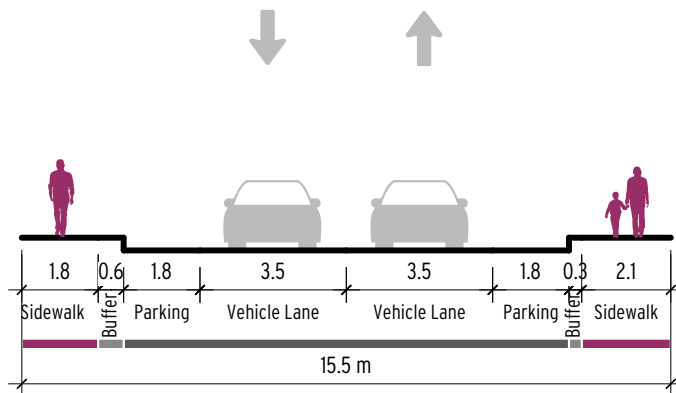 1.8 0.6 1.8 3.5 3.5 1.8 0.3 2.1
Sidewalk Buffer Parking Vehicle Lane Vehicle Lane Parking Buffer Sidewalk
15.5 m